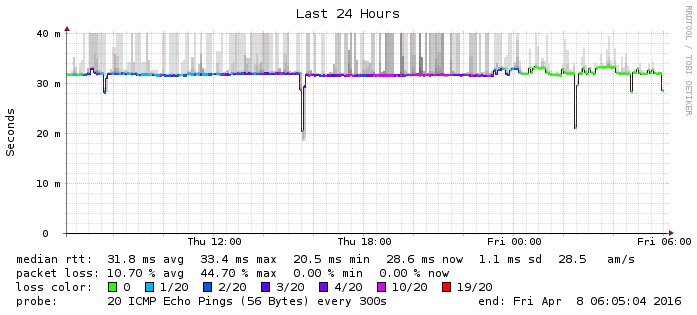 Last 24 Hours
RRDTOOL / TOBI OETIKER
Seconds
40 m
30 m
20 m
10 m
0
Thu 12:00 Thu 18:00 Fri 00:00 Fri 06:00
median rtt: 31.8 ms avg 33.4 ms max 20.5 ms min 28.6 ms now 1.1 ms sd 28.5 am/s
packet loss: 10.70 % avg 44.70 % max 0.00 % min 0.00 % now
loss color: 0 1/20 2/20 3/20 4/20 10/20 19/20
probe: 20 ICMP Echo Pings (56 Bytes) every 300s end: Fri Apr 8 06:05:04 2016